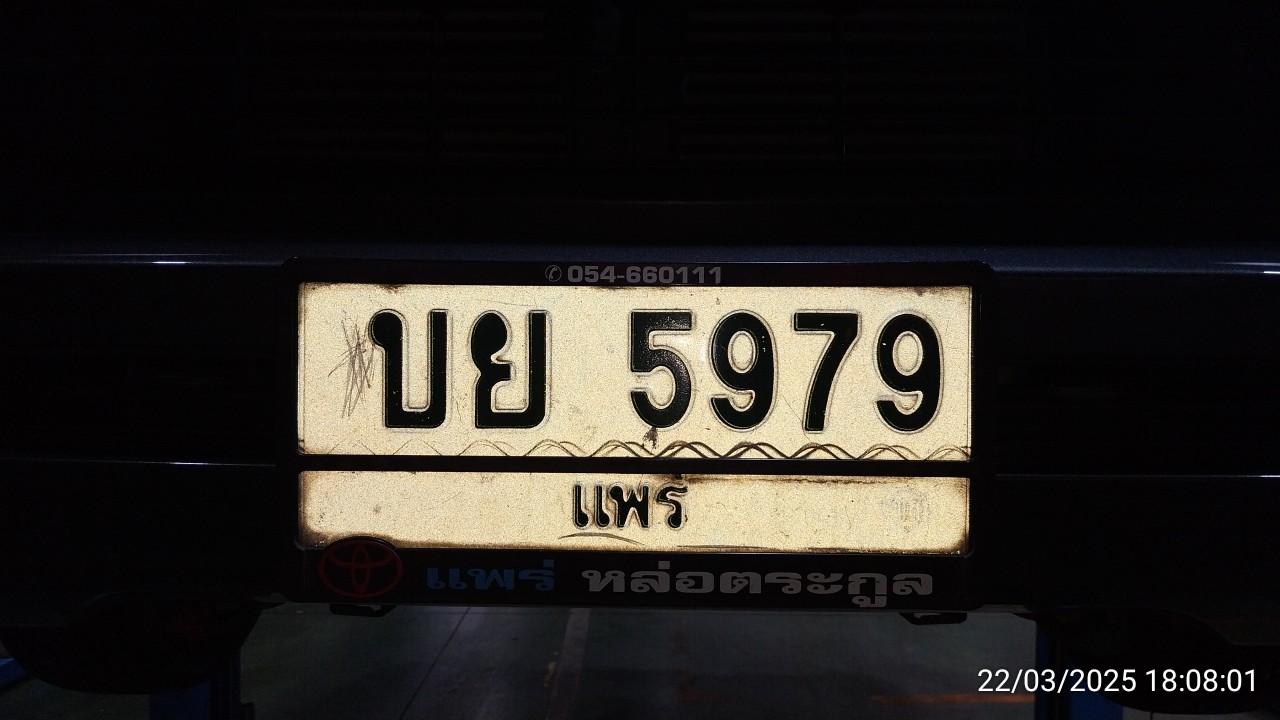 ✆ 054-660111
บย 5979
แพร่
แพร่ หล่อตระกูล
22/03/2025 18:08:01